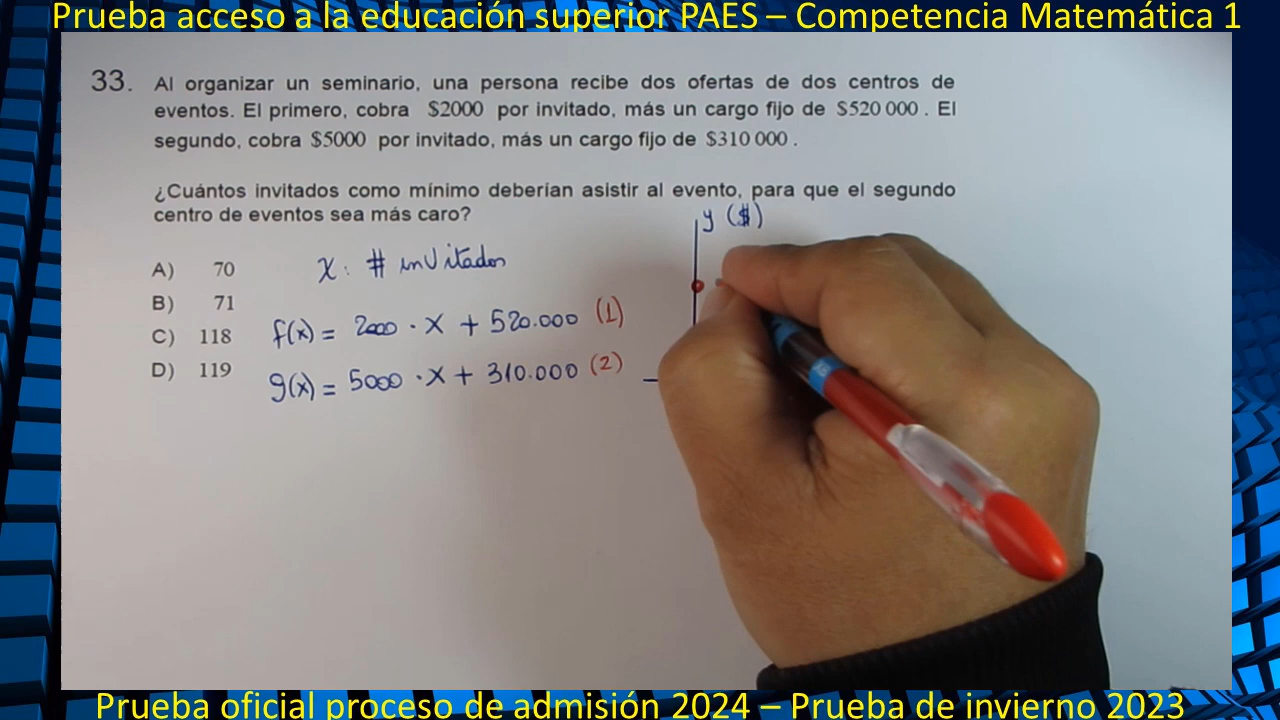 Prueba acceso a la educación superior PAES – Competencia Matemática 1
33. Al organizar un seminario, una persona recibe dos ofertas de dos centros de
eventos. El primero, cobra $2000 por invitado, más un cargo fijo de $520 000 . El
segundo, cobra $5000 por invitado, más un cargo fijo de $310 000 .
¿Cuántos invitados como mínimo deberían asistir al evento, para que el segundo
centro de eventos sea más caro?
y ($)
A) 70
x : # invitados
B) 71
f(x) = 2000 · x + 520.000 (1)
C) 118
D) 119
g(x) = 5000 · x + 310.000 (2)
Prueba oficial proceso de admisión 2024 – Prueba de invierno 2023